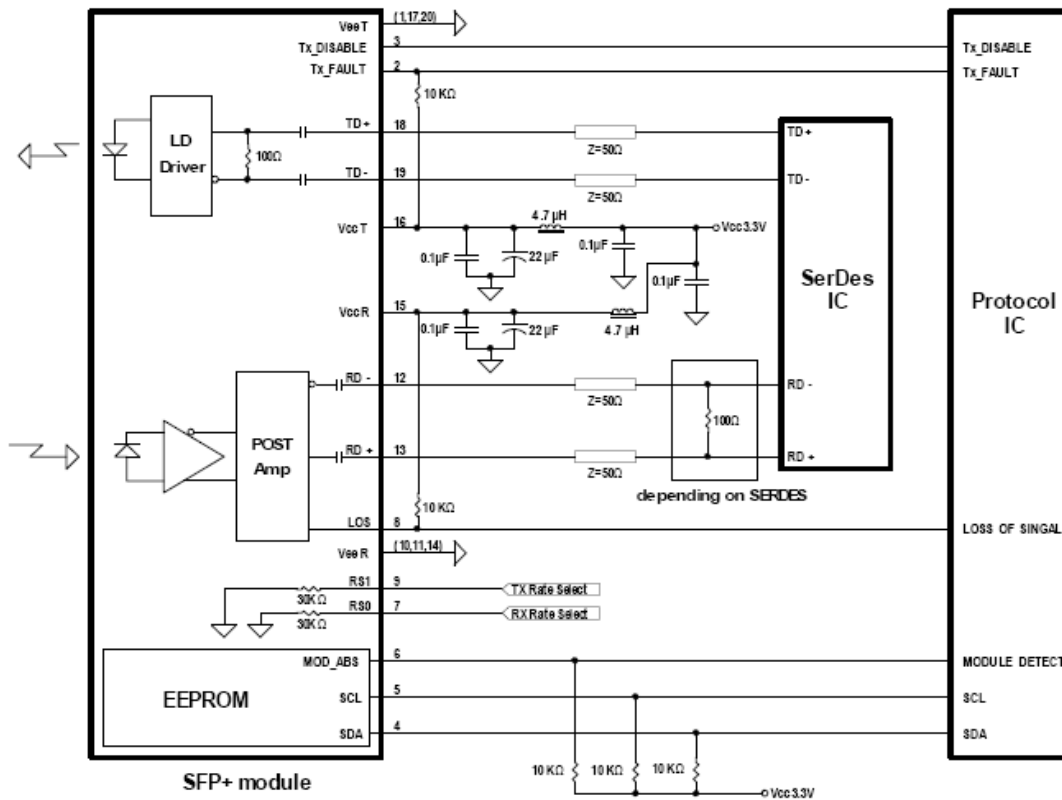 VeeT (1,17,20)
Tx_DISABLE 3 Tx_DISABLE
Tx_FAULT 2 Tx_FAULT
10 KΩ
LD
Driver
100Ω
TD+ 18 Z=50Ω TD+
TD- 19 Z=50Ω TD-
VccT 16
4.7 µH
Vcc3.3V
0.1µF
22 µF
0.1µF
0.1µF
SerDes
IC
Protocol
IC
VccR 15
0.1µF
22 µF
4.7 µH
RD - 12 Z=50Ω RD -
100Ω
POST
Amp
RD + 13 Z=50Ω RD +
depending on SERDES
10 KΩ
LOS 8 LOSS OF SINGAL
VeeR (10,11,14)
RS1 9 TX Rate Select
30KΩ
RS0 7 RX Rate Select
30KΩ
MOD_ABS 6 MODULE DETECT
EEPROM
SCL 5 SCL
SDA 4 SDA
10 KΩ 10 KΩ 10 KΩ
Vcc3.3V
SFP+ module